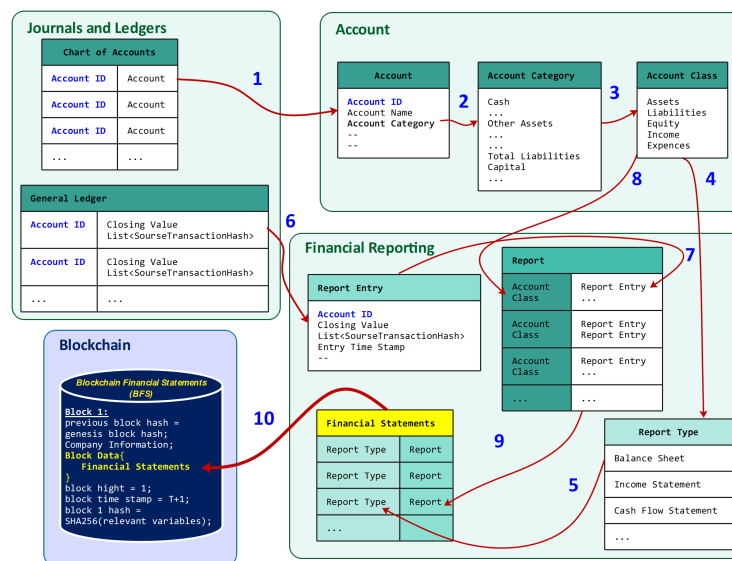 Journals and Ledgers
Chart of Accounts
Account ID Account
Account ID Account
Account ID Account
... ...
1
General Ledger
Account ID Closing Value
List<SourseTransactionHash>
Account ID Closing Value
List<SourseTransactionHash>
... ...
6
Account
Account
Account ID
Account Name
Account Category
--
--
2
Account Category
Cash
...
Other Assets
...
...
Total Liabilities
Capital
...
3
Account Class
Assets
Liabilities
Equity
Income
Expences
8
4
Financial Reporting
Report Entry
Account ID
Closing Value
List<SourseTransactionHash>
Entry Time Stamp
--
Report
Account Class Report Entry
...
Account Class Report Entry
Report Entry
Account Class Report Entry
...
... ...
7
Financial Statements
Report Type Report
Report Type Report
Report Type Report
...
9
5
Report Type
Balance Sheet
Income Statement
Cash Flow Statement
...
Blockchain
Blockchain Financial Statements
(BFS)
Block 1:
previous block hash =
genesis block hash;
Company Information;
Block Data{
Financial Statements
}
block hight = 1;
block time stamp = T+1;
block 1 hash =
SHA256(relevant variables);
10